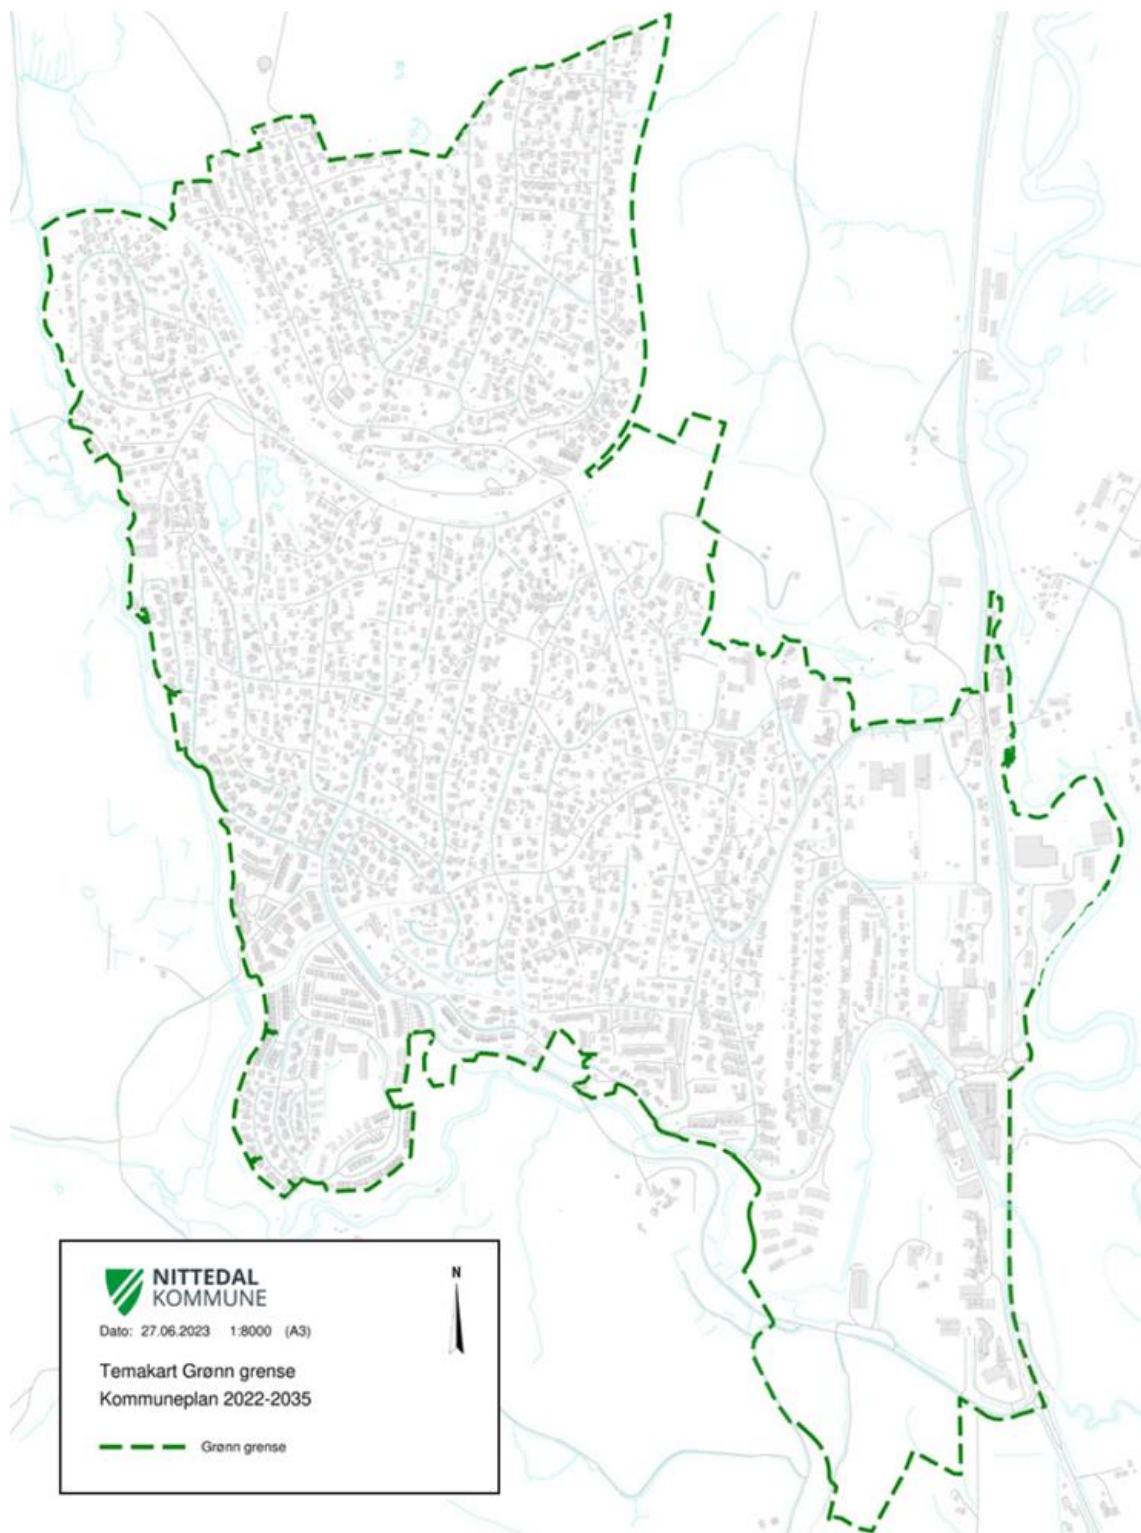 NITTEDAL
KOMMUNE
N
Dato: 27.06.2023 1:8000 (A3)
Temakart Grønn grense
Kommuneplan 2022-2035
Grønn grense